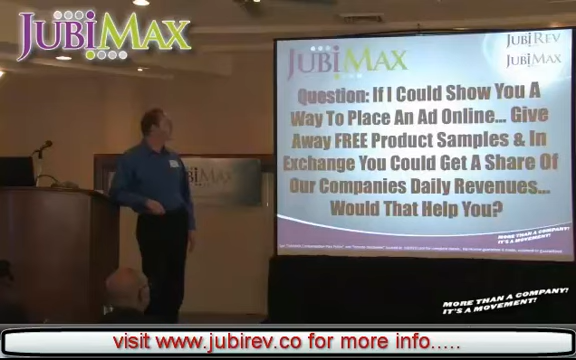 JUBIMAX
JUBIMAX
JUBIREV
JUBIMAX
Question: If I Could Show You A
Way To Place An Ad Online... Give
Away FREE Product Samples & In
Exchange You Could Get A Share Of
Our Companies Daily Revenues...
Would That Help You?
MORE THAN A COMPANY!
IT'S A MOVEMENT!
MORE THAN A COMPANY!
IT'S A MOVEMENT!
visit www.jubirev.co for more info.....